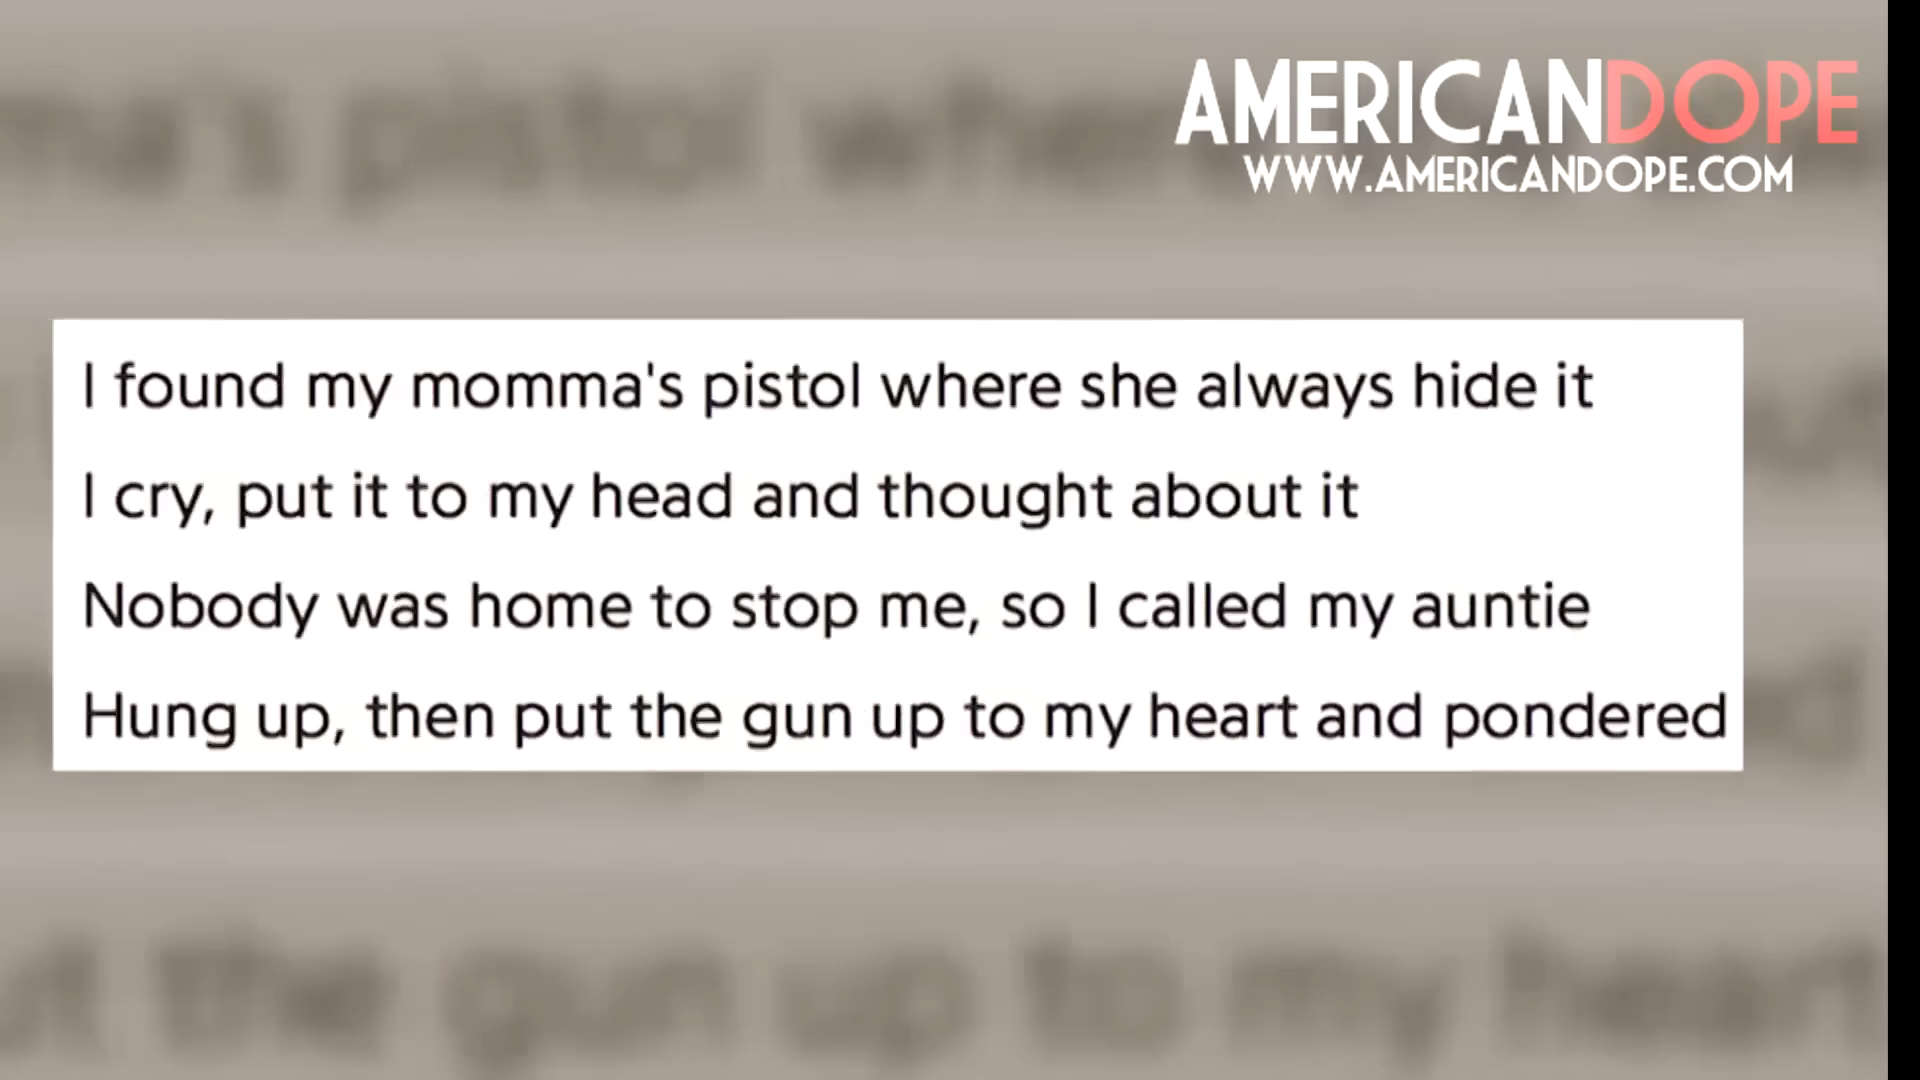 AMERICANDOPE
WWW.AMERICANDOPE.COM
I found my momma's pistol where she always hide it
I cry, put it to my head and thought about it
Nobody was home to stop me, so I called my auntie
Hung up, then put the gun up to my heart and pondered